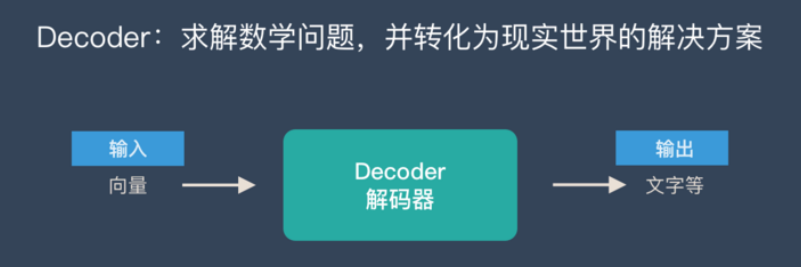 Decoder：求解数学问题，并转化为现实世界的解决方案
输入
向量
Decoder
解码器
输出
文字等